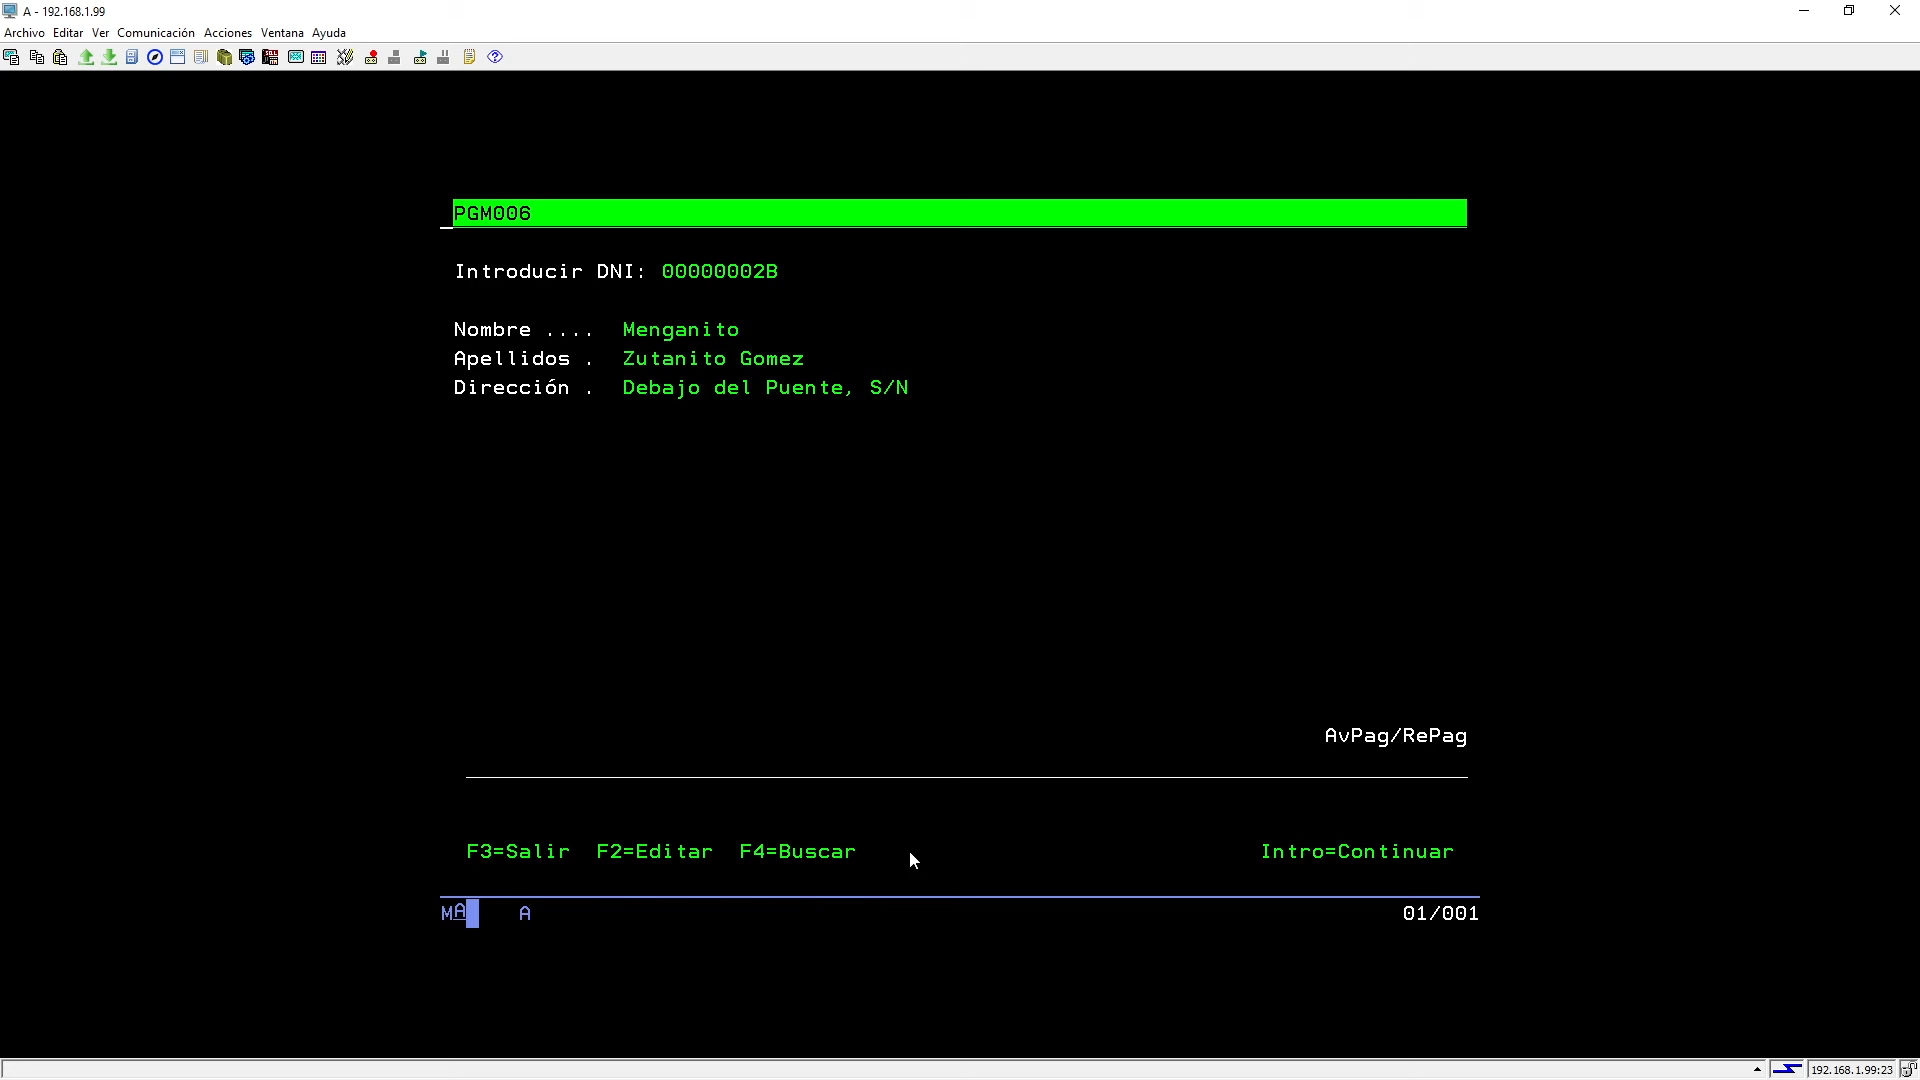 A - 192.168.1.99
Archivo Editar Ver Comunicación Acciones Ventana Ayuda
PGM006
Introducir DNI: 00000002B
Nombre .... Menganito
Apellidos . Zutanito Gomez
Dirección . Debajo del Puente, S/N
AvPag/RePag
F3=Salir F2=Editar F4=Buscar Intro=Continuar
MA A 01/001
192.168.1.99:23